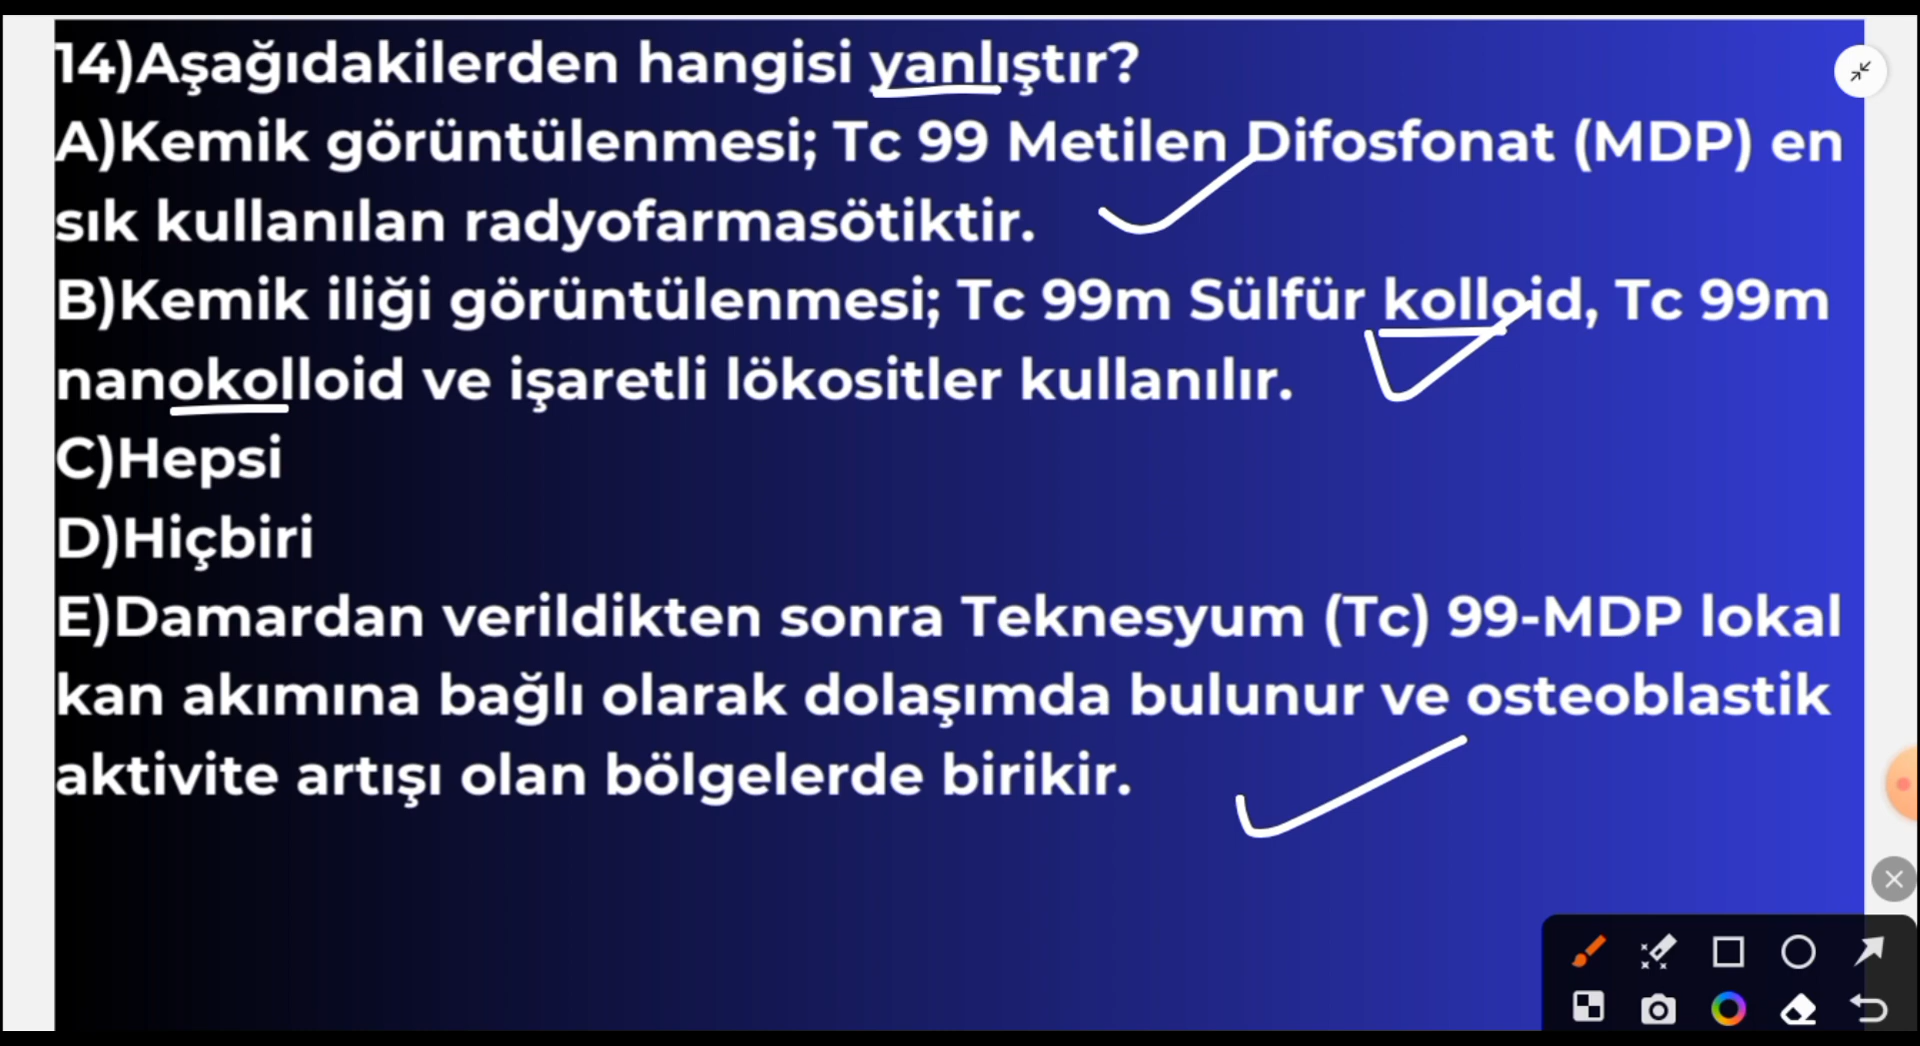 14)Aşağıdakilerden hangisi yanlıştır?
A)Kemik görüntülenmesi; Tc 99 Metilen Difosfonat (MDP) en
sık kullanılan radyofarmasötiktir.
B)Kemik iliği görüntülenmesi; Tc 99m Sülfür kolloid, Tc 99m
nanokolloid ve işaretli lökositler kullanılır.
C)Hepsi
D)Hiçbiri
E)Damardan verildikten sonra Teknesyum (Tc) 99-MDP lokal
kan akımına bağlı olarak dolaşımda bulunur ve osteoblastik
aktivite artışı olan bölgelerde birikir.